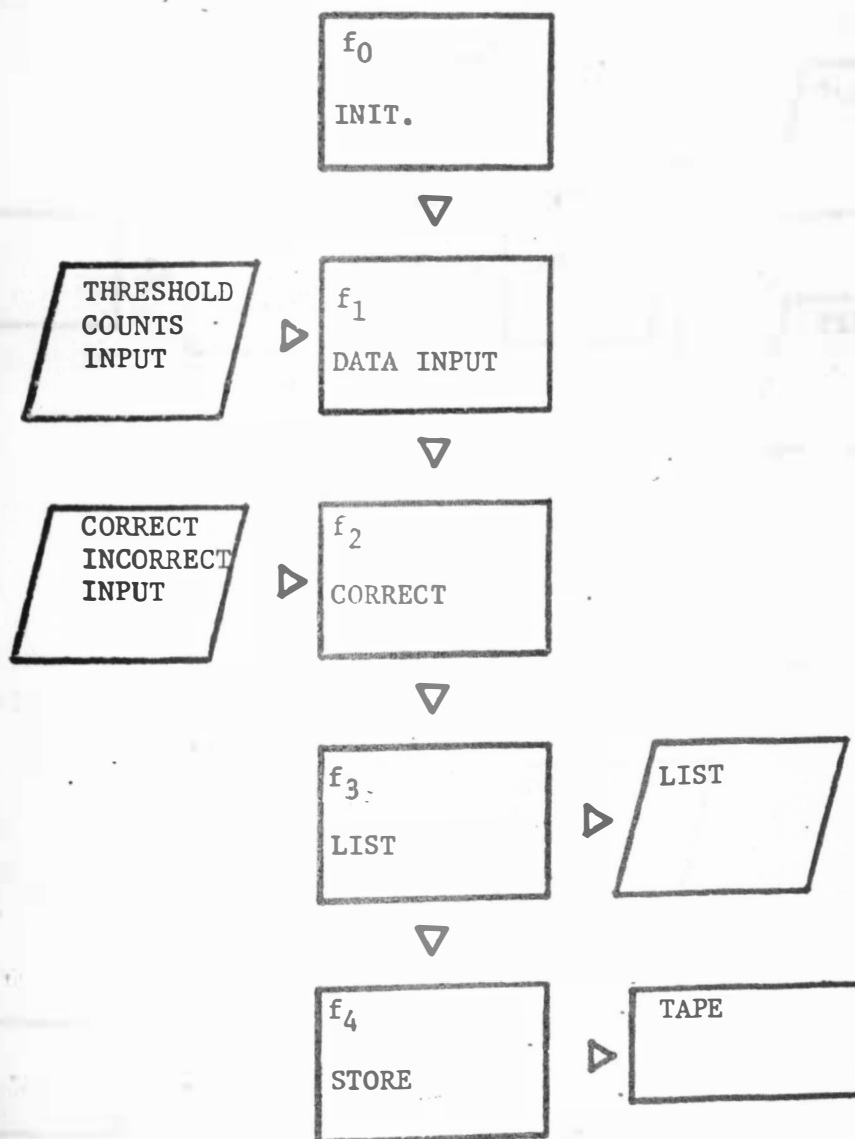 f0
INIT.
THRESHOLD
COUNTS
INPUT
f1
DATA INPUT
CORRECT
INCORRECT
INPUT
f2
CORRECT
f3
LIST
LIST
f4
STORE
TAPE